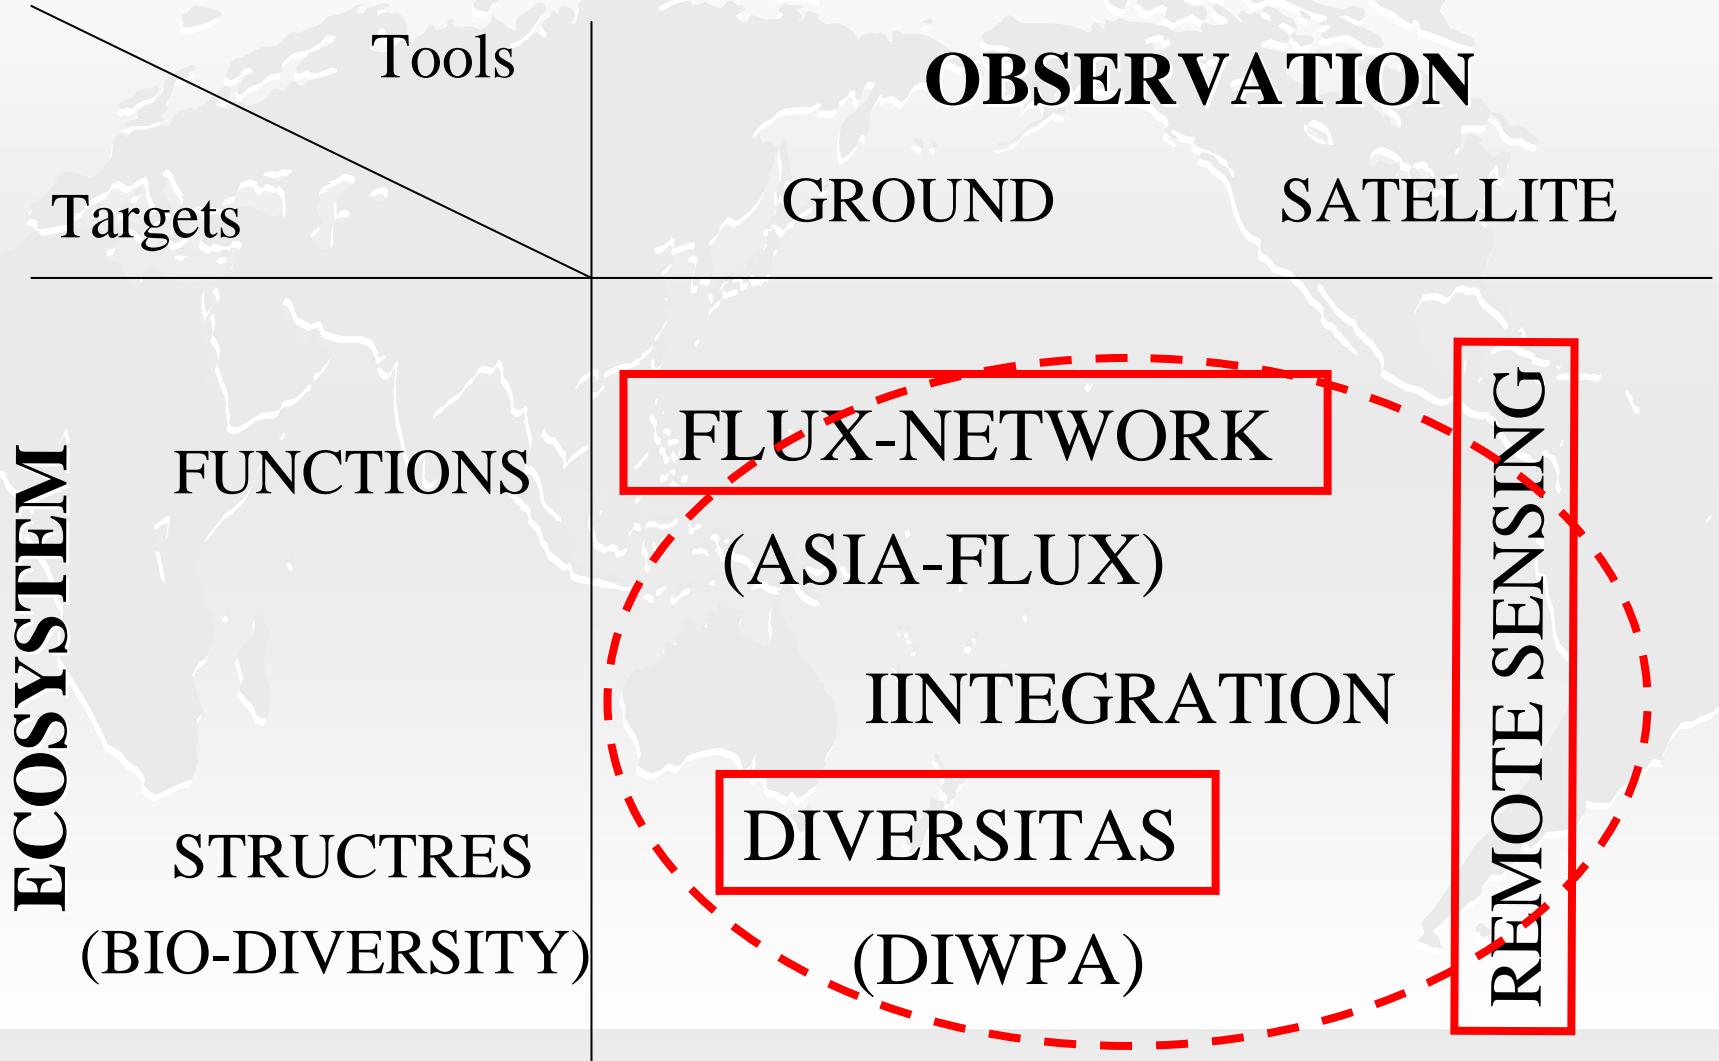 Tools
OBSERVATION
Targets
GROUND
SATELLITE
ECOSYSTEM
FUNCTIONS
FLUX-NETWORK
(ASIA-FLUX)
IINTEGRATION
REMOTE SENSING
STRUCTRES
(BIO-DIVERSITY)
DIVERSITAS
(DIWPA)